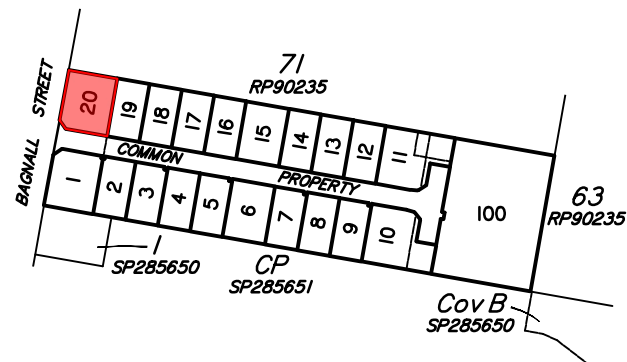 71
RP90235
BAGNALL STREET
20
19
18
17
16
15
14
13
12
11
COMMON PROPERTY
1
2
3
4
5
6
7
8
9
10
100
63
RP90235
1
SP285650
CP
SP285651
Cov B
SP285650